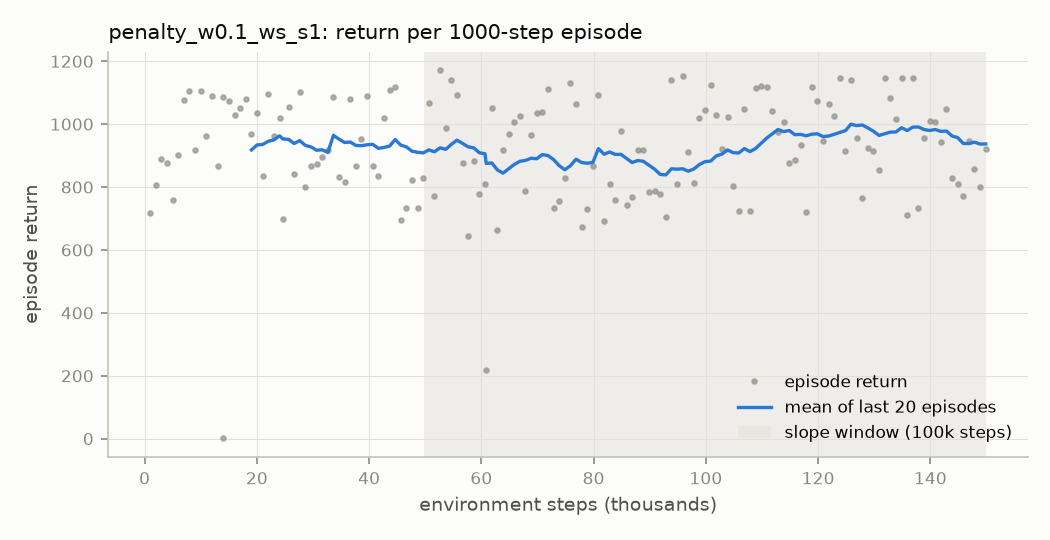 penalty_w0.1_ws_s1: return per 1000-step episode
1200
1000
800
600
400
200
0
episode return
episode return
mean of last 20 episodes
slope window (100k steps)
0 20 40 60 80 100 120 140
environment steps (thousands)